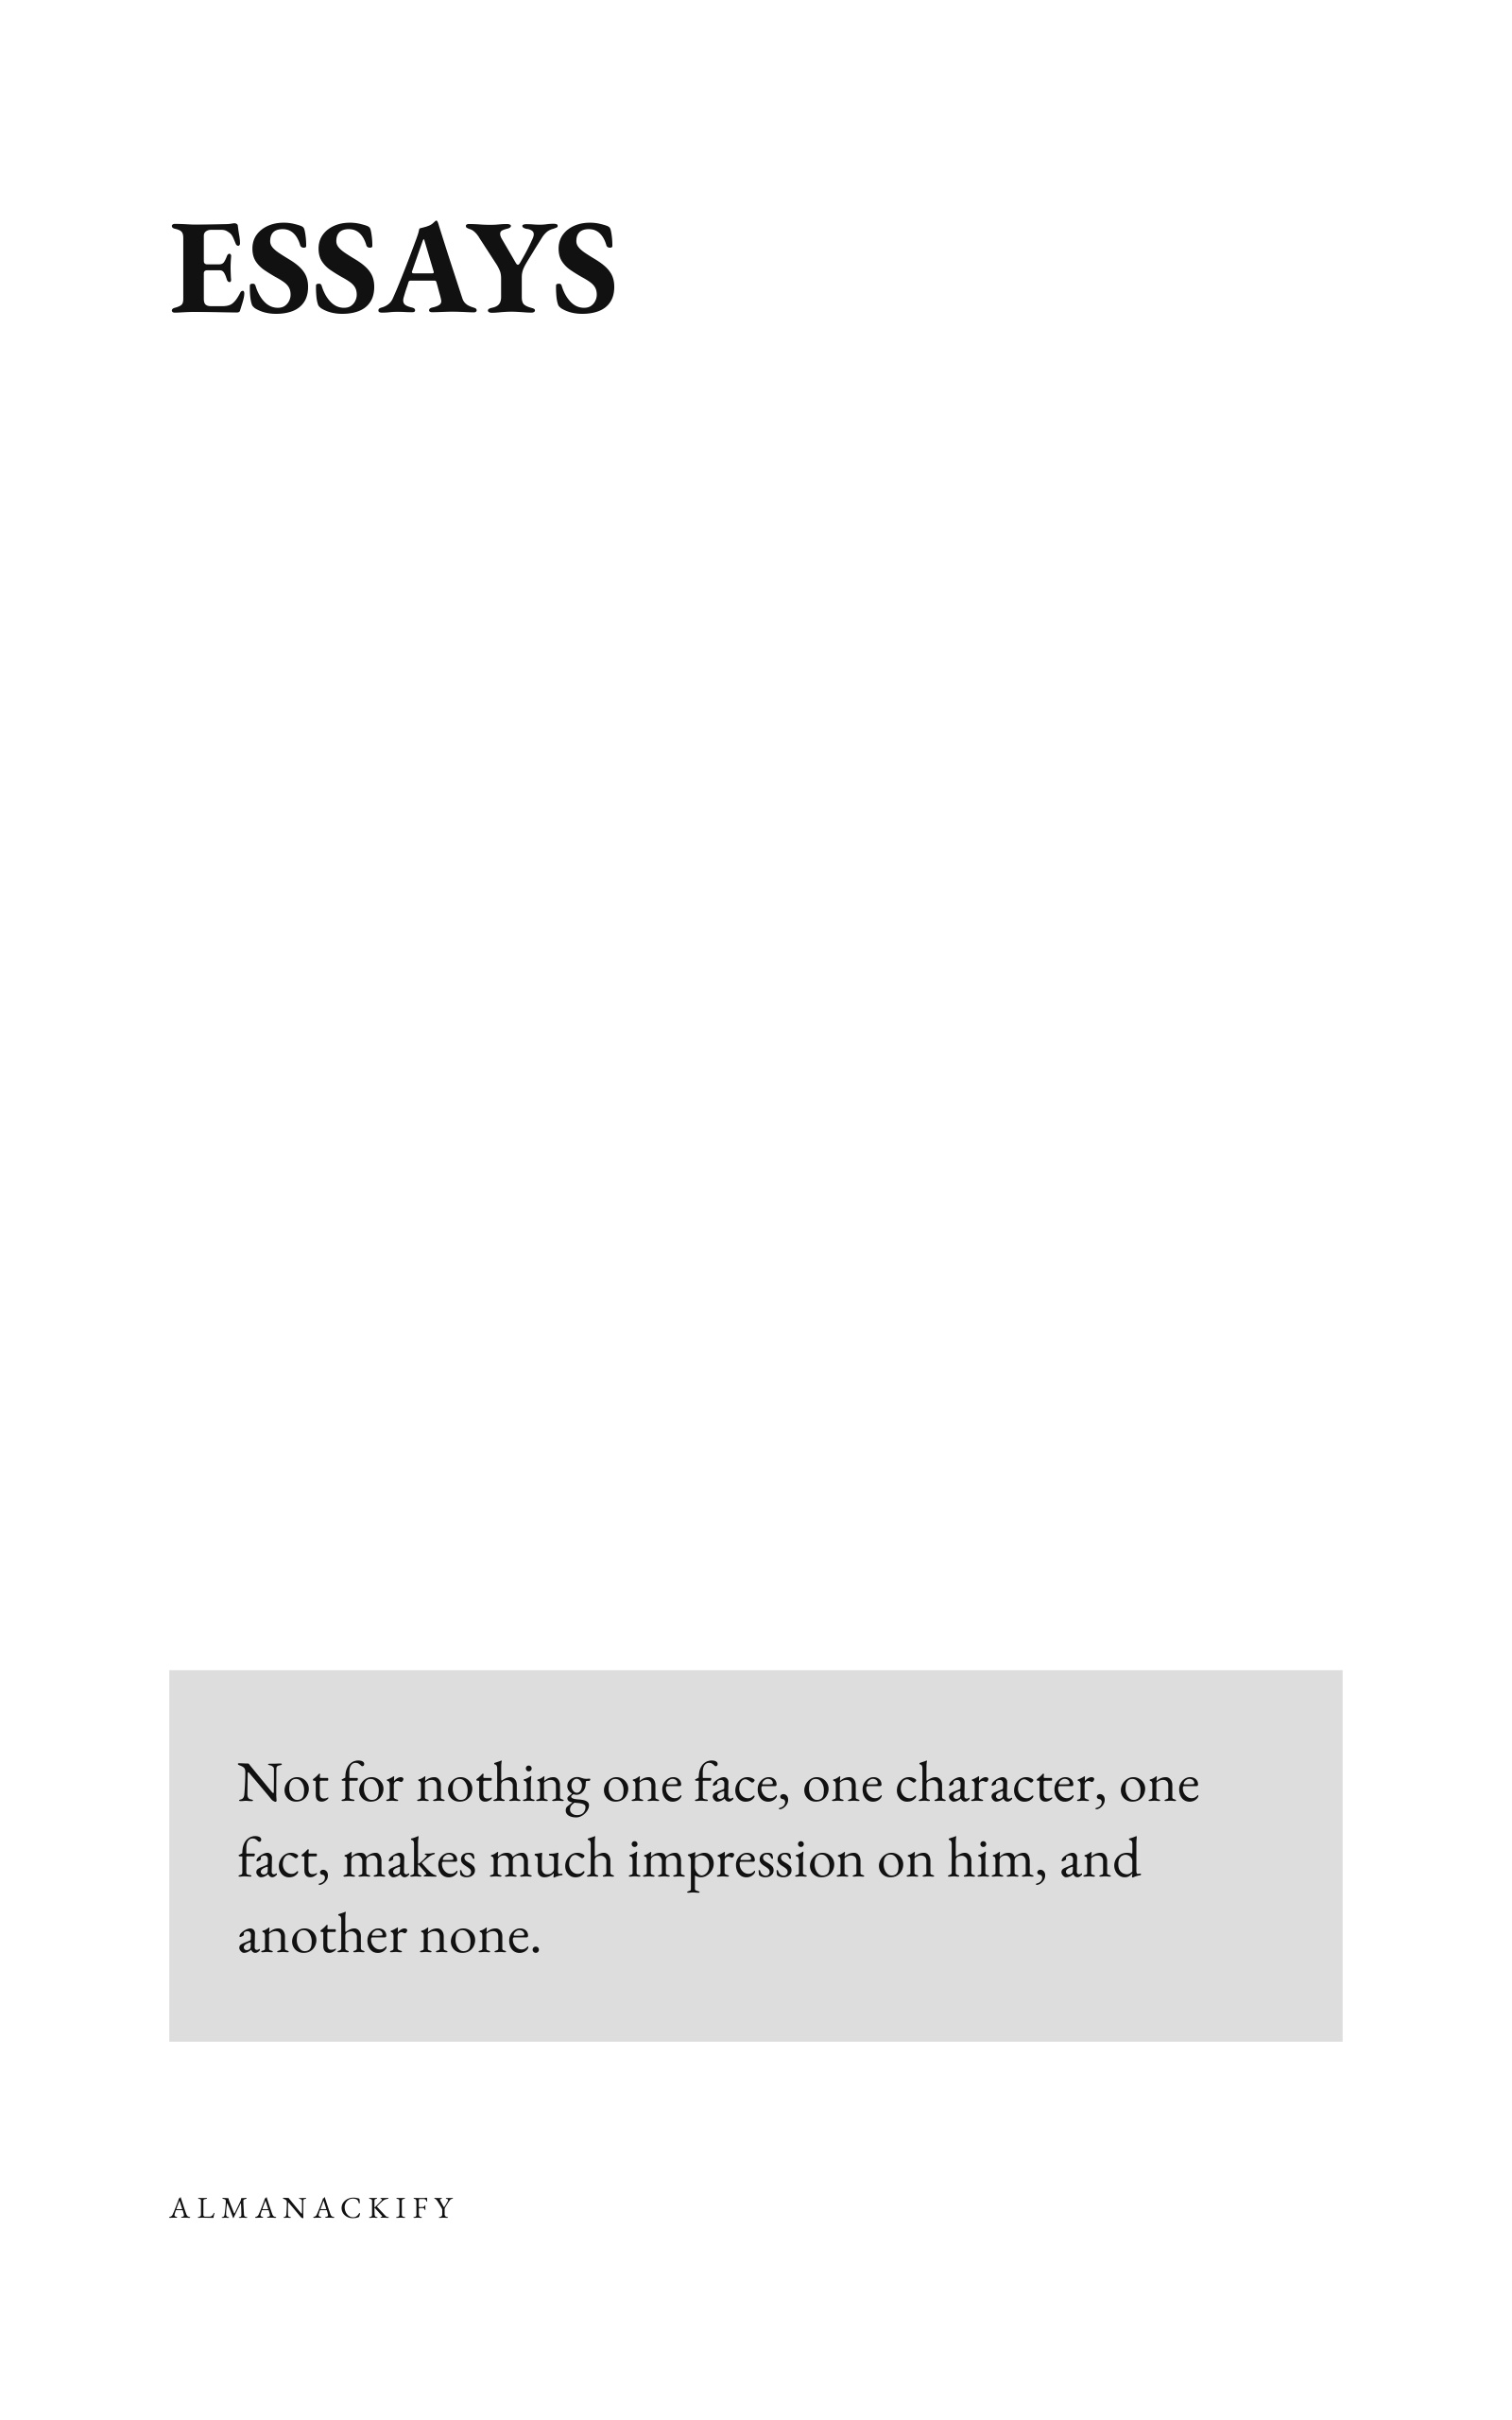 ESSAYS
Not for nothing one face, one character, one
fact, makes much impression on him, and
another none.
ALMANACKIFY